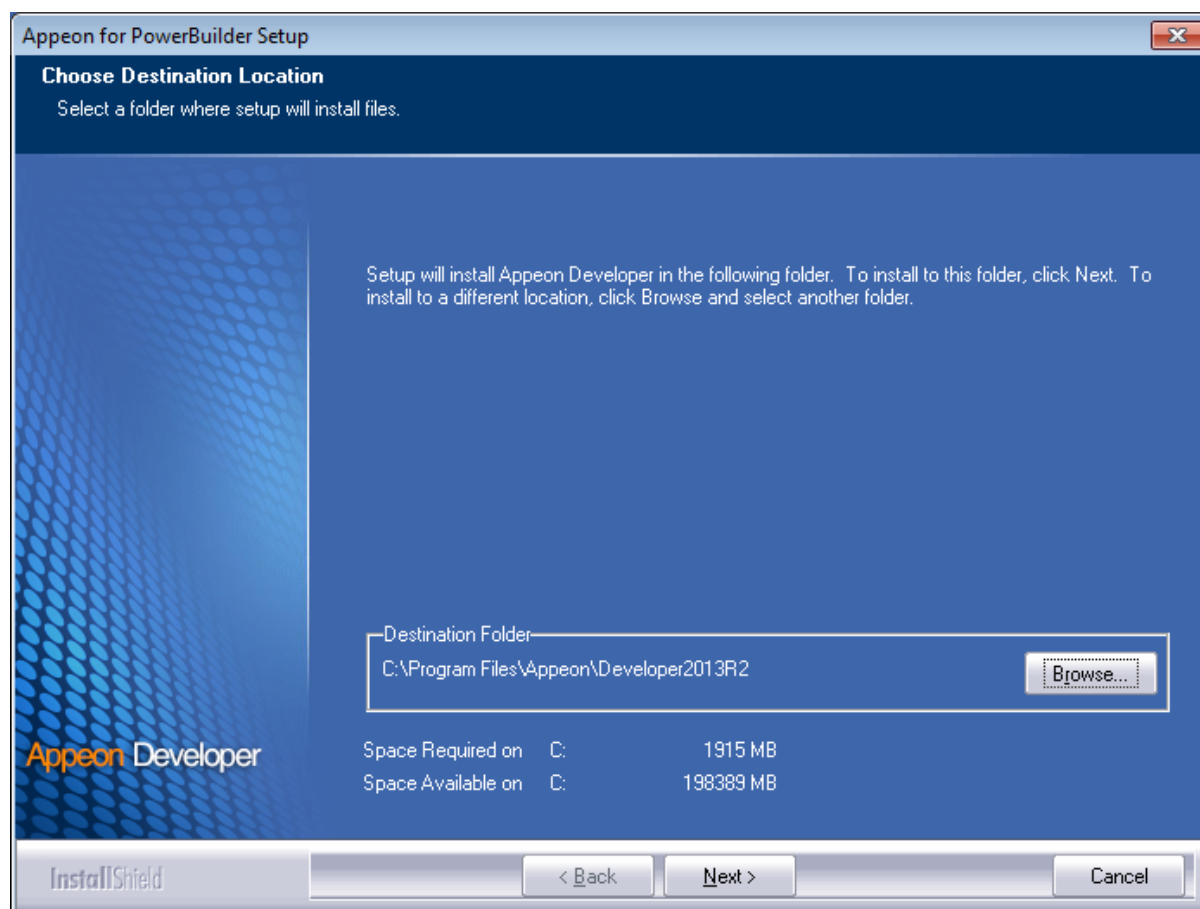 Appeon for PowerBuilder Setup
Choose Destination Location
Select a folder where setup will install files.
Setup will install Appeon Developer in the following folder. To install to this folder, click Next. To
install to a different location, click Browse and select another folder.
Destination Folder
C:\Program Files\Appeon\Developer2013R2
Browse...
Appeon Developer
Space Required on C: 1915 MB
Space Available on C: 198389 MB
InstallShield
< Back
Next >
Cancel